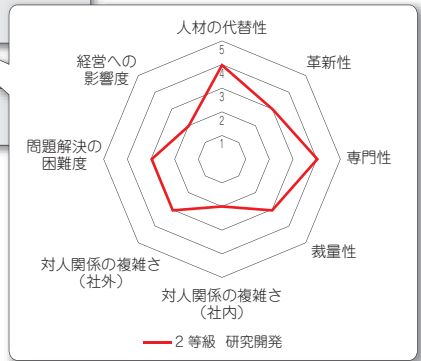 人材の代替性
革新性
専門性
裁量性
対人関係の複雑さ
（社内）
対人関係の複雑さ
（社外）
問題解決の
困難度
経営への
影響度
5
4
3
2
1
2 等級 研究開発